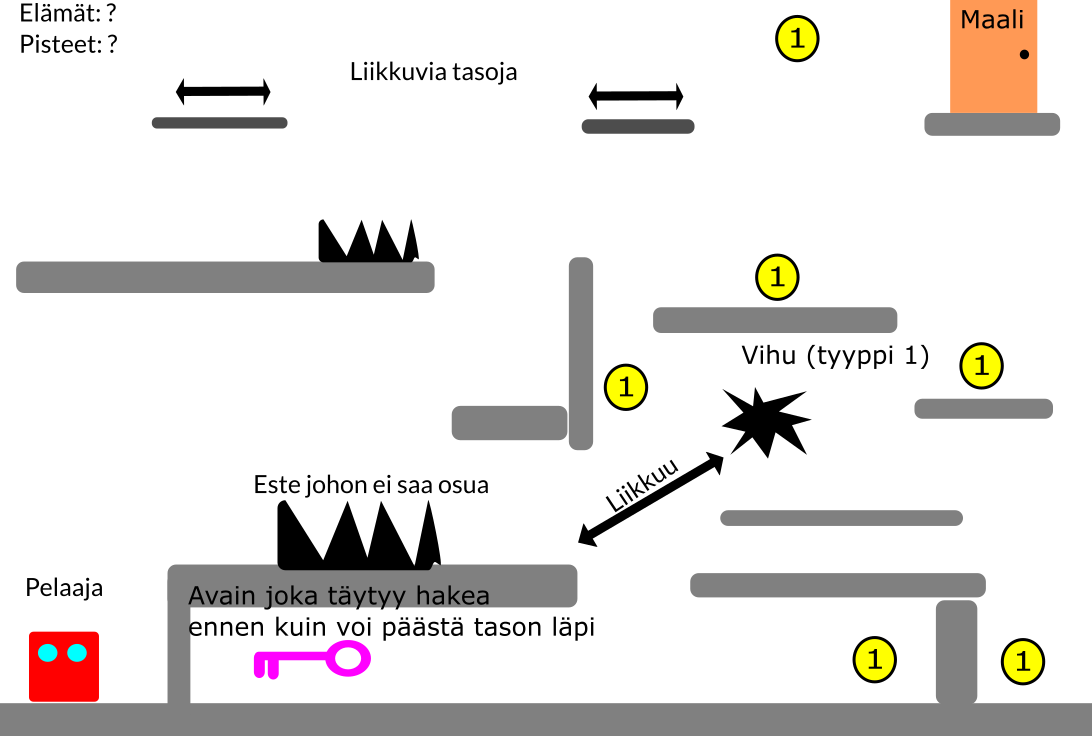 Elämät: ?
Pisteet: ?
Maali
1
Liikkuvia tasoja
1
Vihu (tyyppi 1)
1
1
Liikkuu
Este johon ei saa osua
Pelaaja
Avain joka täytyy hakea
ennen kuin voi päästä tason läpi
1
1